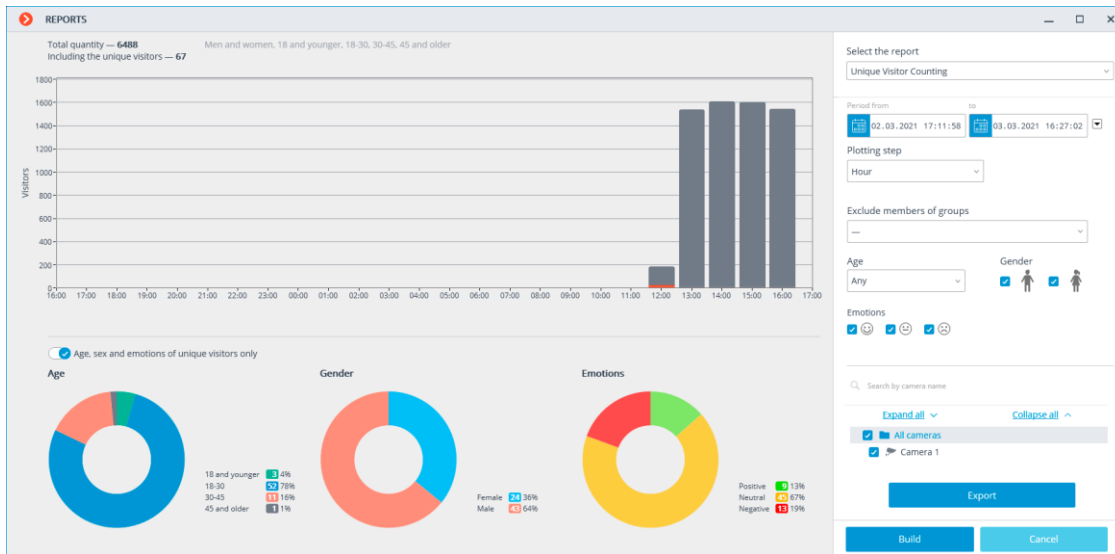 REPORTS
Total quantity — 6488
Men and women, 18 and younger, 18-30, 30-45, 45 and older
Including the unique visitors — 67
Visitors
1800
1600
1400
1200
1000
800
600
400
200
0
16:00 17:00 18:00 19:00 20:00 21:00 22:00 23:00 00:00 01:00 02:00 03:00 04:00 05:00 06:00 07:00 08:00 09:00 10:00 11:00 12:00 13:00 14:00 15:00 16:00 17:00
Age, sex and emotions of unique visitors only
Age
18 and younger 3 4%
18-30 52 78%
30-45 11 16%
45 and older 1 1%
Gender
Female 24 36%
Male 43 64%
Emotions
Positive 9 13%
Neutral 45 67%
Negative 13 19%
Select the report
Unique Visitor Counting
Period from to
02.03.2021 17:11:58 03.03.2021 16:27:02
Plotting step
Hour
Exclude members of groups
—
Age Gender
Any
Emotions
Search by camera name
Expand all Collapse all
All cameras
Camera 1
Export
Build Cancel